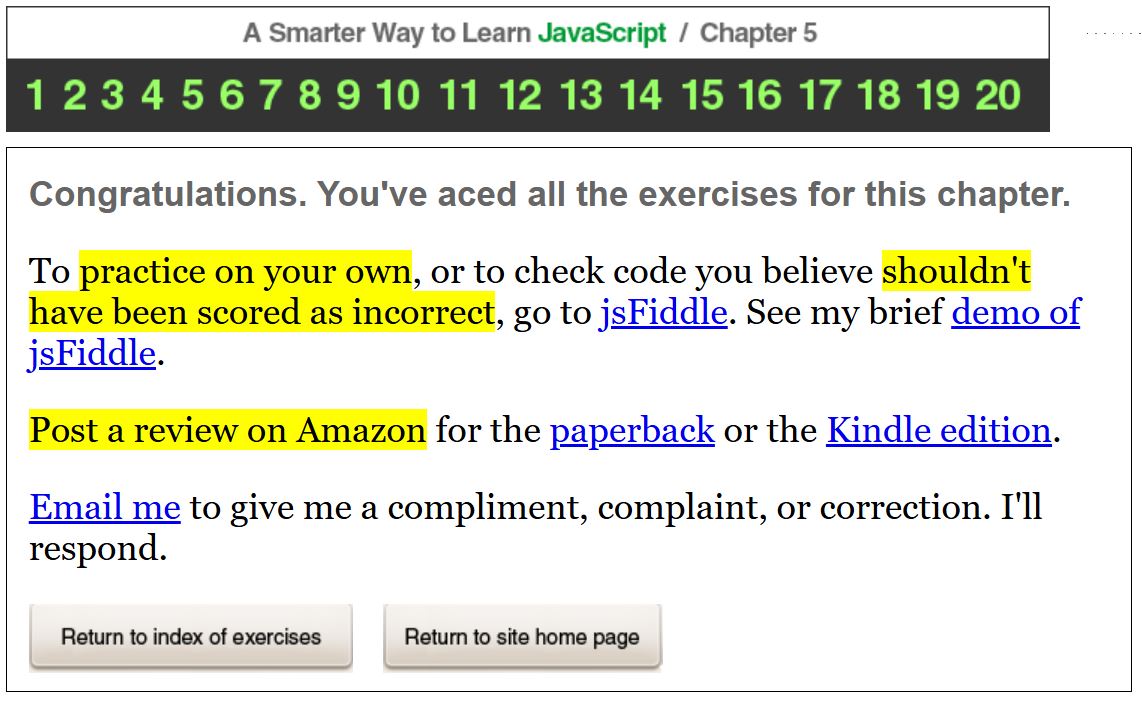 A Smarter Way to Learn JavaScript / Chapter 5
1 2 3 4 5 6 7 8 9 10 11 12 13 14 15 16 17 18 19 20
Congratulations. You've aced all the exercises for this chapter.
To practice on your own, or to check code you believe shouldn't
have been scored as incorrect, go to jsFiddle. See my brief demo of
jsFiddle.
Post a review on Amazon for the paperback or the Kindle edition.
Email me to give me a compliment, complaint, or correction. I'll
respond.
Return to index of exercises
Return to site home page